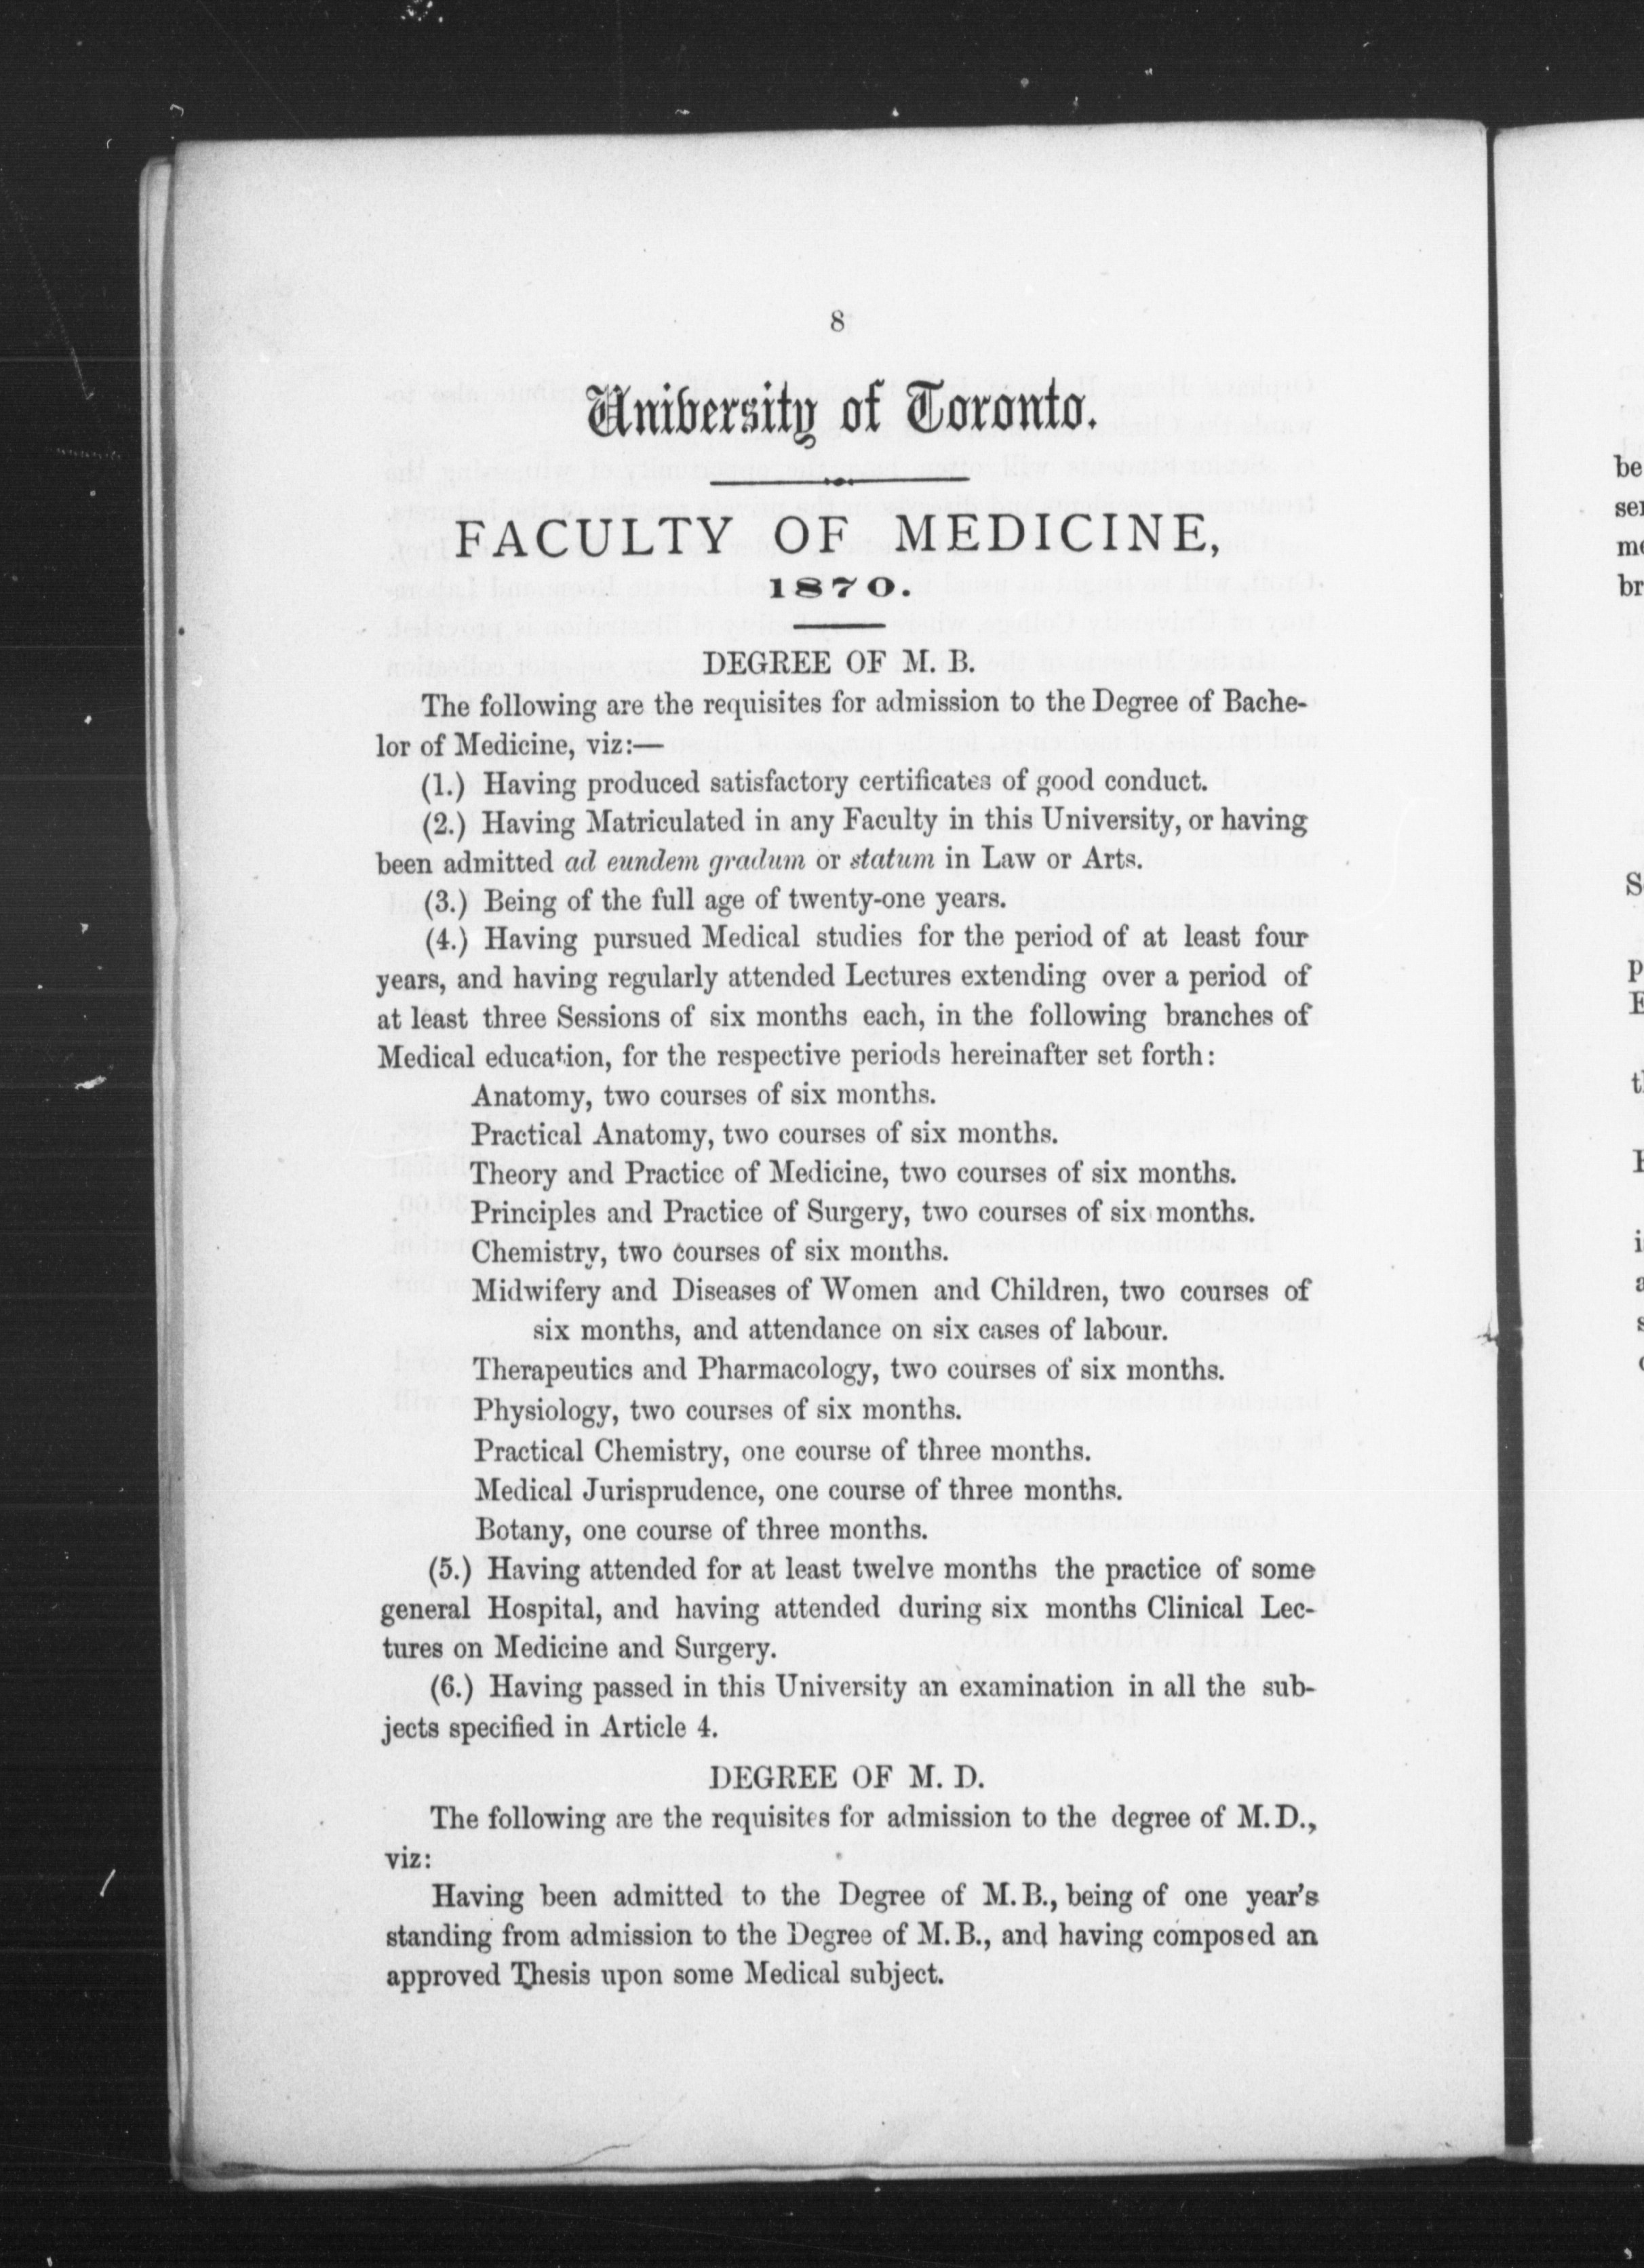 8
University of Toronto.
FACULTY OF MEDICINE,
1870.
DEGREE OF M. B.
The following are the requisites for admission to the Degree of Bache-
lor of Medicine, viz:—
(1.) Having produced satisfactory certificates of good conduct.
(2.) Having Matriculated in any Faculty in this University, or having
been admitted ad eundem gradum or statum in Law or Arts.
(3.) Being of the full age of twenty-one years.
(4.) Having pursued Medical studies for the period of at least four
years, and having regularly attended Lectures extending over a period of
at least three Sessions of six months each, in the following branches of
Medical education, for the respective periods hereinafter set forth:
Anatomy, two courses of six months.
Practical Anatomy, two courses of six months.
Theory and Practice of Medicine, two courses of six months.
Principles and Practice of Surgery, two courses of six months.
Chemistry, two courses of six months.
Midwifery and Diseases of Women and Children, two courses of
six months, and attendance on six cases of labour.
Therapeutics and Pharmacology, two courses of six months.
Physiology, two courses of six months.
Practical Chemistry, one course of three months.
Medical Jurisprudence, one course of three months.
Botany, one course of three months.
(5.) Having attended for at least twelve months the practice of some
general Hospital, and having attended during six months Clinical Lec-
tures on Medicine and Surgery.
(6.) Having passed in this University an examination in all the sub-
jects specified in Article 4.
DEGREE OF M. D.
The following are the requisites for admission to the degree of M.D.,
viz:
Having been admitted to the Degree of M.B., being of one year's
standing from admission to the Degree of M.B., and having composed an
approved Thesis upon some Medical subject.
be